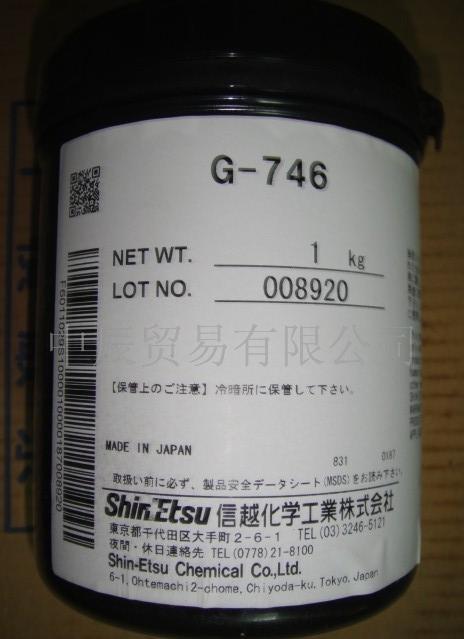 G-746
NET WT. 1 kg
LOT NO. 008920
辰贸易有限公司
【保管上のご注意】冷暗所に保管して下さい。
MADE IN JAPAN
831 0187
取扱い前に必ず、製品安全データシート(MSDS)をお読み下さい。
ShinEtsu 信越化学工業株式会社
東京都千代田区大手町2-6-1 TEL(03)3246-5121
夜間・休日連絡先 TEL(0778)21-8100
Shin-Etsu Chemical Co.,Ltd.
6-1, Ohtemachi2-chome, Chiyoda-ku, Tokyo, Japan